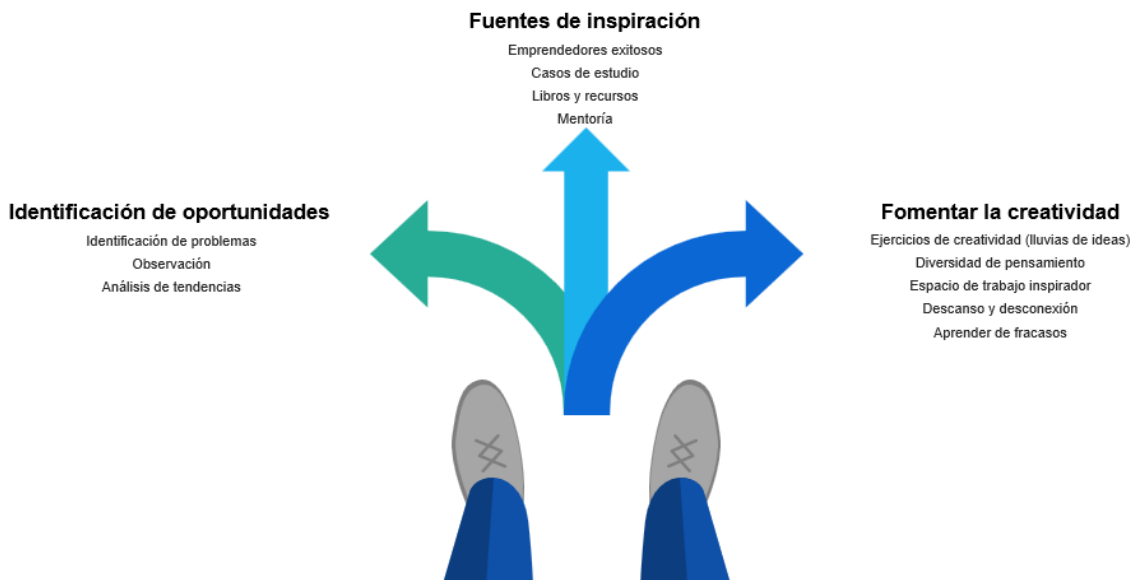 Fuentes de inspiración
Emprendedores exitosos
Casos de estudio
Libros y recursos
Mentoría
Identificación de oportunidades
Identificación de problemas
Observación
Análisis de tendencias
Fomentar la creatividad
Ejercicios de creatividad (lluvias de ideas)
Diversidad de pensamiento
Espacio de trabajo inspirador
Descanso y desconexión
Aprender de fracasos